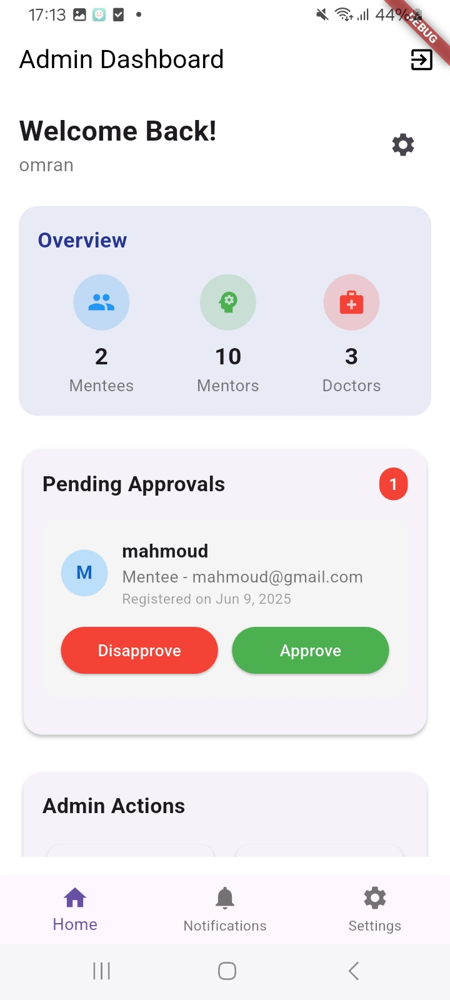 17:13 44%
DEBUG
Admin Dashboard
Welcome Back!
omran
Overview
2 10 3
Mentees Mentors Doctors
Pending Approvals 1
M
mahmoud
Mentee - mahmoud@gmail.com
Registered on Jun 9, 2025
Disapprove Approve
Admin Actions
Home Notifications Settings